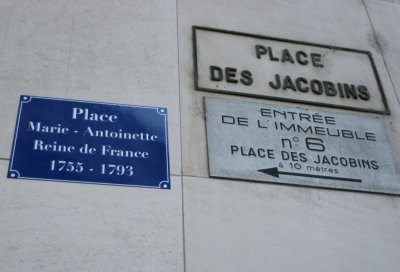 Place
Marie - Antoinette
Reine de France
1755 - 1793
PLACE
DES JACOBINS
ENTRÉE
DE L'IMMEUBLE
n° 6
PLACE DES JACOBINS
à 10 mètres